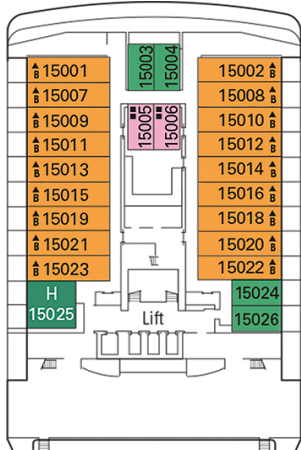 15003 15004
▲B 15001
▲B 15007
▲B 15009
▲B 15011
▲B 15013
▲B 15015
▲B 15019
▲B 15021
▲B 15023
H
15025
15005 15006
Lift
15002 ▲B
15008 ▲B
15010 ▲B
15012 ▲B
15014 ▲B
15016 ▲B
15018 ▲B
15020 ▲B
15022 ▲B
15024
15026